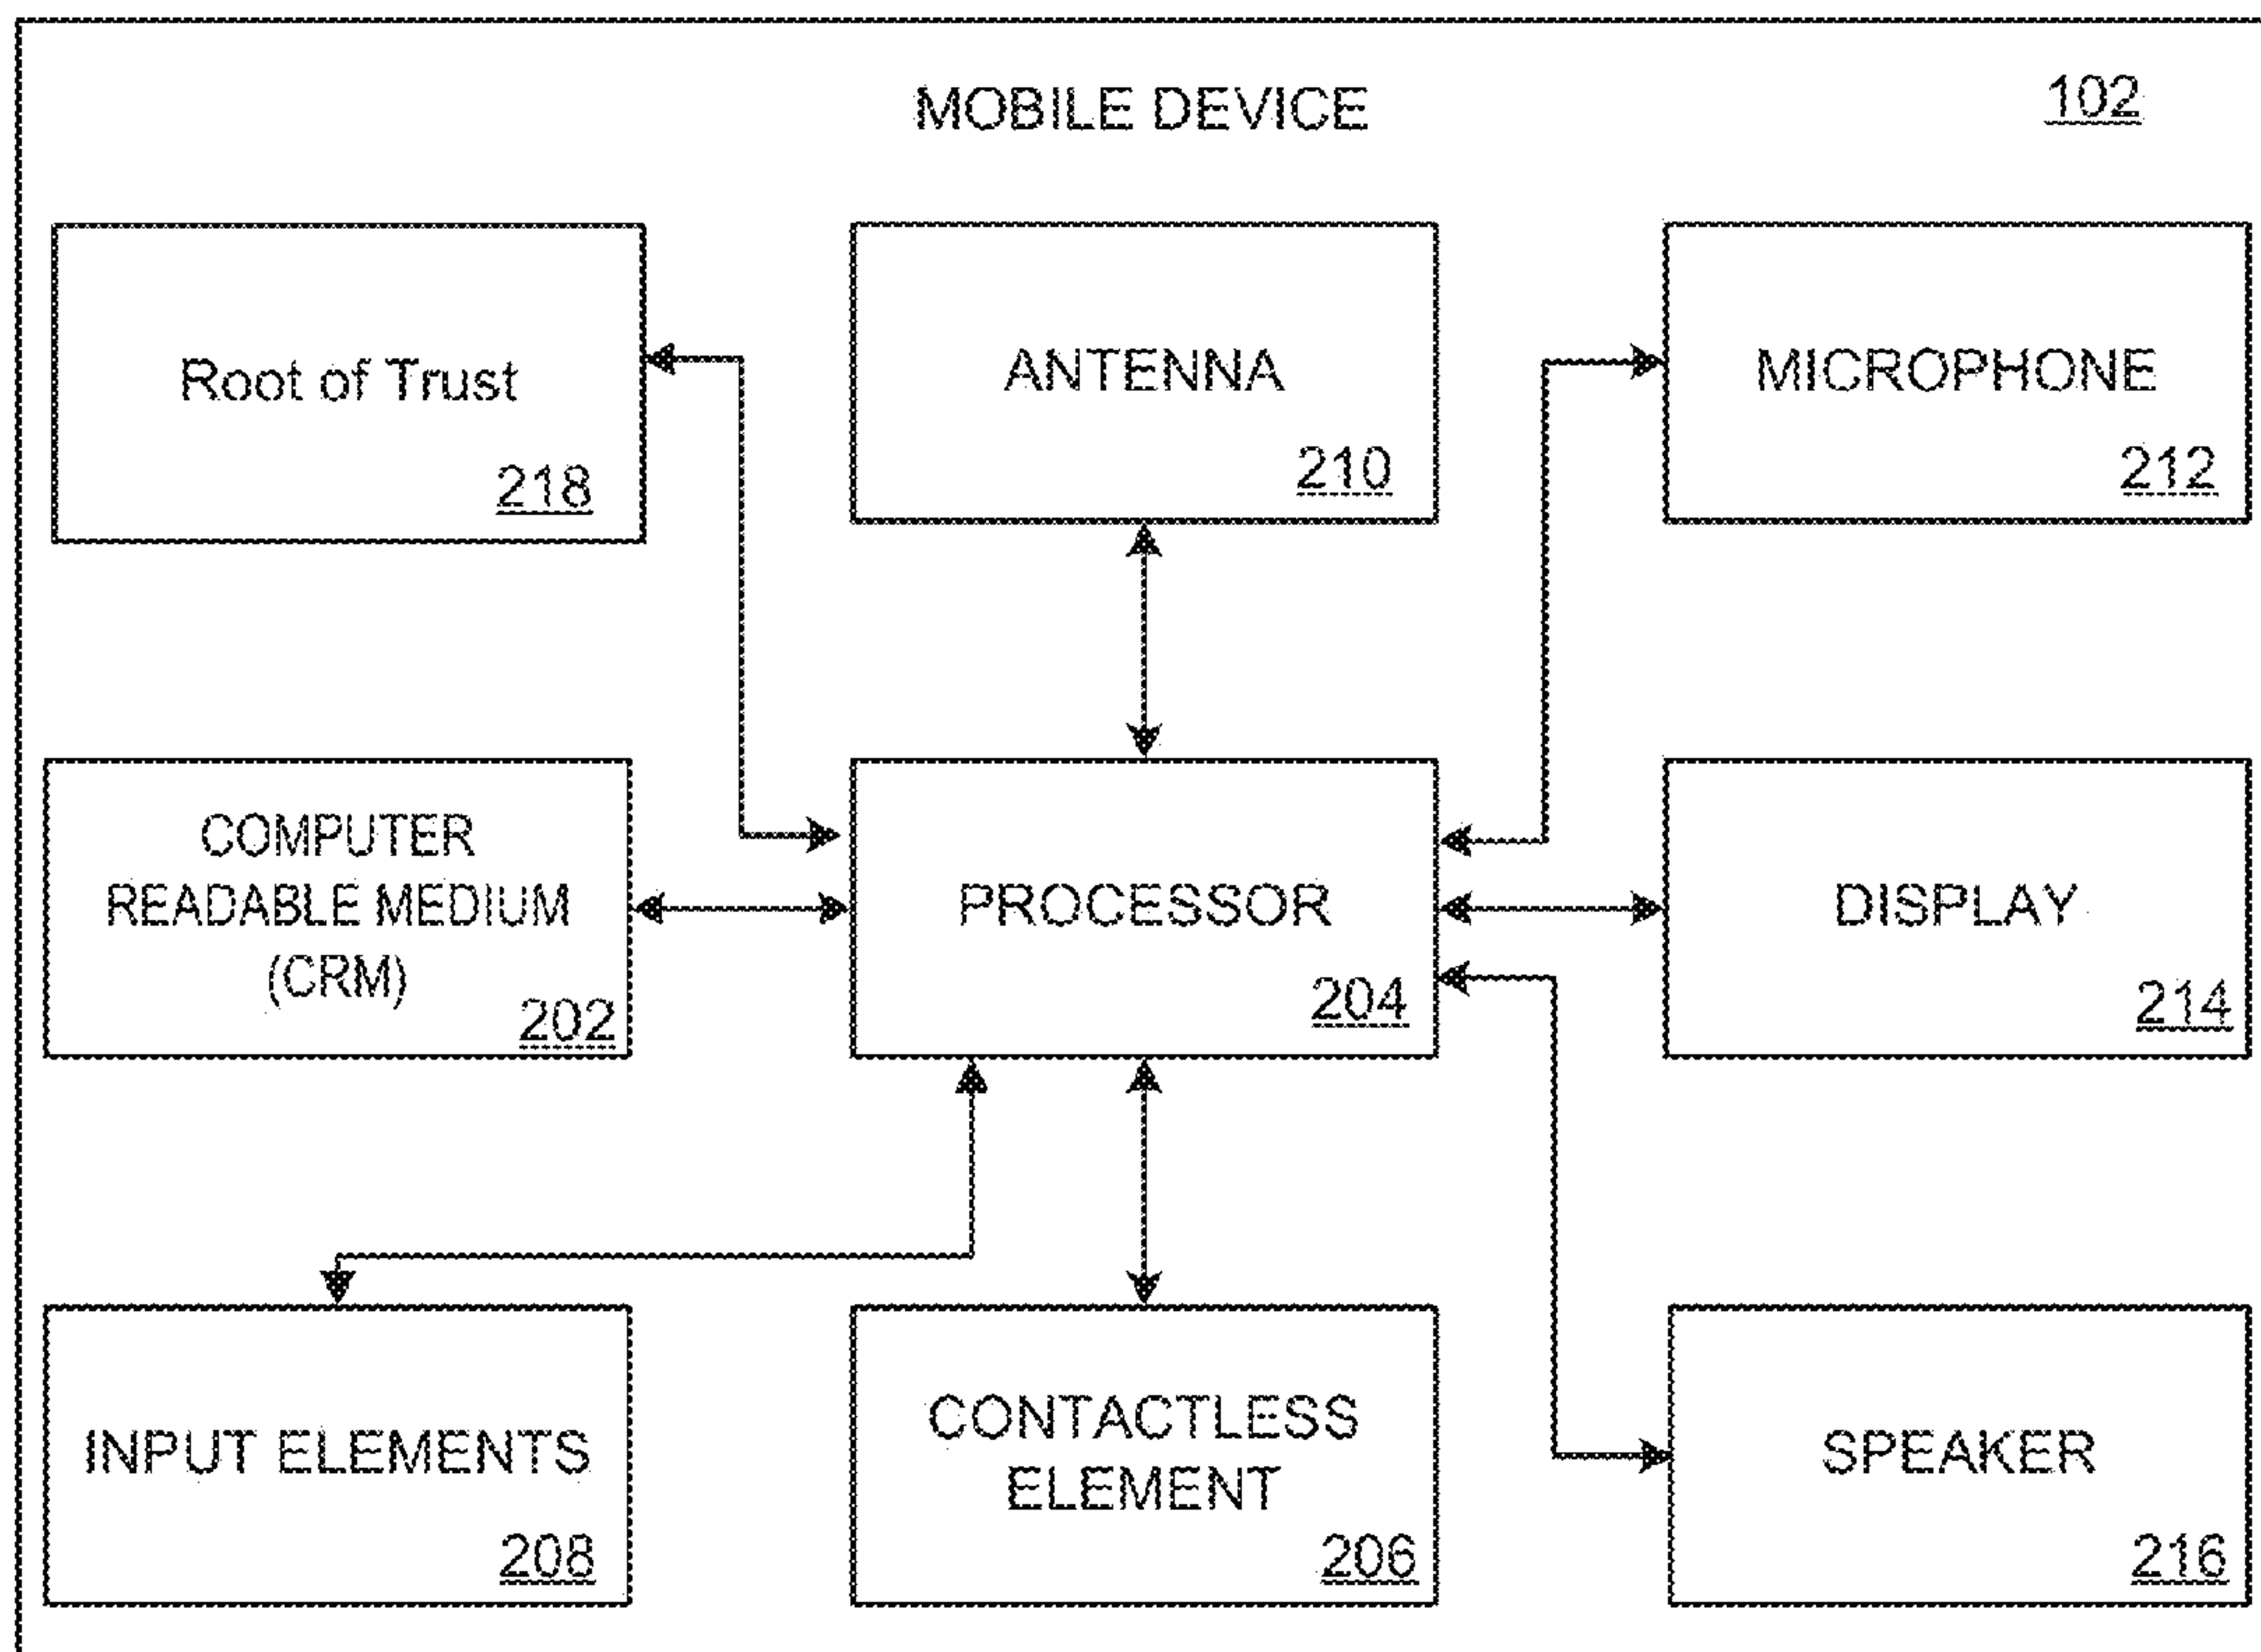 MOBILE DEVICE
102
Root of Trust
218
ANTENNA
210
MICROPHONE
212
COMPUTER
READABLE MEDIUM
(CRM)
202
PROCESSOR
204
DISPLAY
214
INPUT ELEMENTS
208
CONTACTLESS
ELEMENT
206
SPEAKER
216